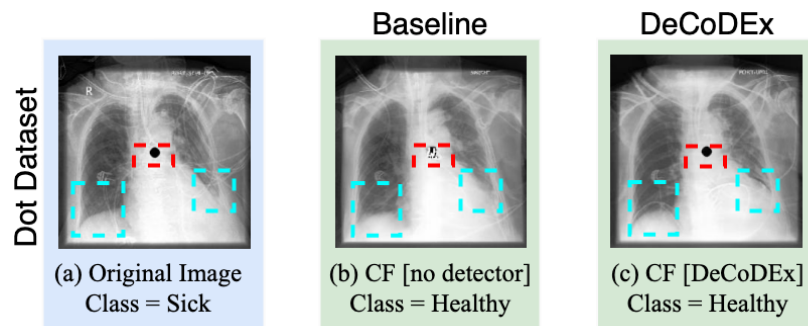 Baseline
DeCoDEx
Dot Dataset
R
(a) Original Image
Class = Sick
(b) CF [no detector]
Class = Healthy
(c) CF [DeCoDEx]
Class = Healthy